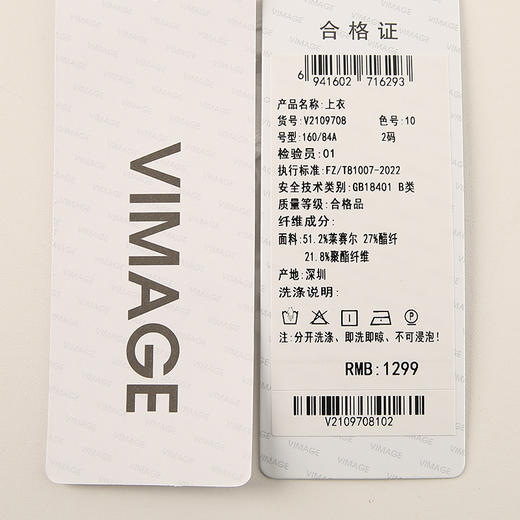 VIMAGE
合格证
6 941602 716293
产品名称:上衣
货号:V2109708 色号:10
号型:160/84A 2码
检验员:01
执行标准:FZ/T81007-2022
安全技术类别:GB18401 B类
质量等级:合格品
纤维成分:
面料:51.2%莱赛尔 27%醋纤
21.8%聚酯纤维
产地:深圳
洗涤说明:
注:分开洗涤、即洗即晾、不可浸泡!
RMB:1299
V2109708102